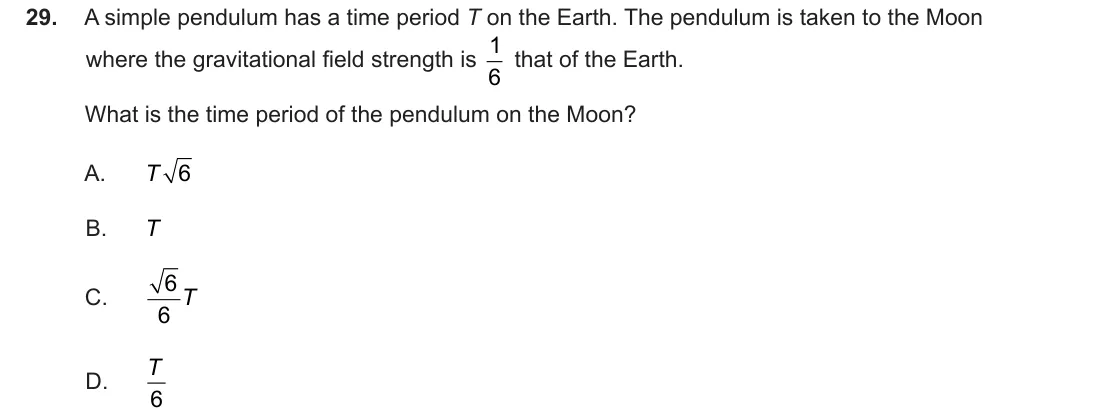 29. A simple pendulum has a time period T on the Earth. The pendulum is taken to the Moon
where the gravitational field strength is 1/6 that of the Earth.
What is the time period of the pendulum on the Moon?
A. T√6
B. T
C. √6/6 T
D. T/6